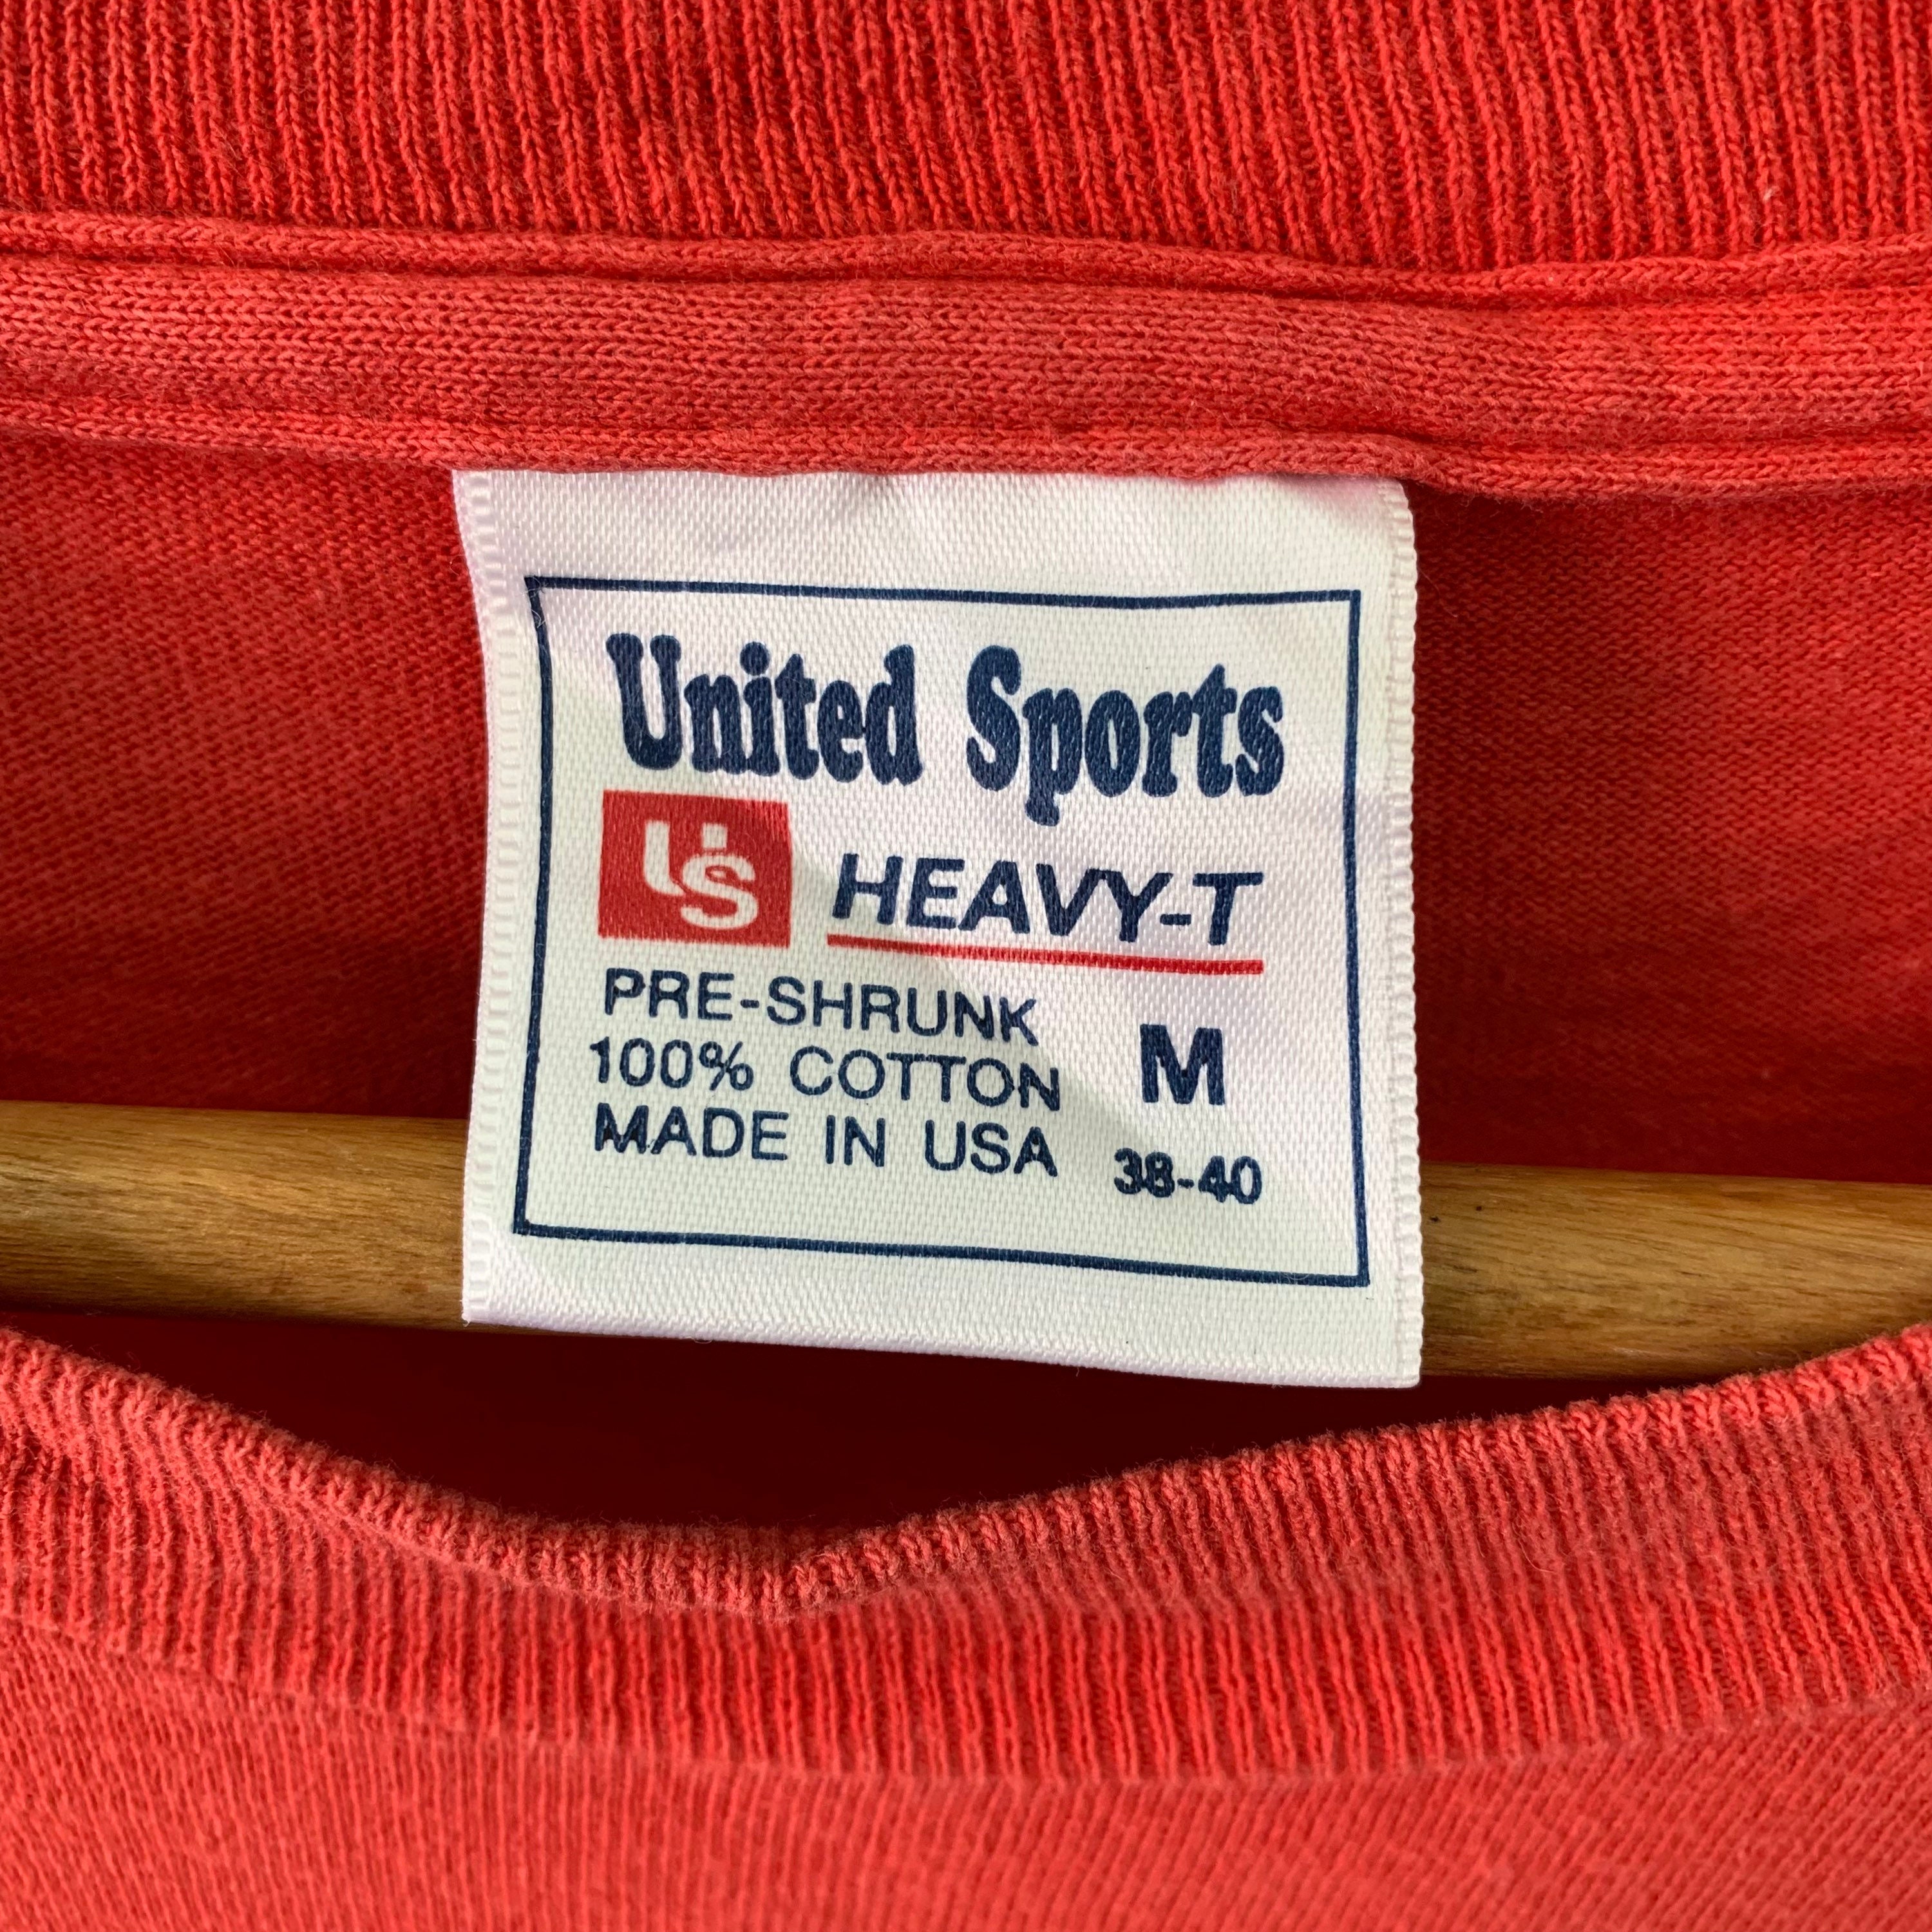 United Sports
US HEAVY-T
PRE-SHRUNK
100% COTTON M
MADE IN USA 38-40